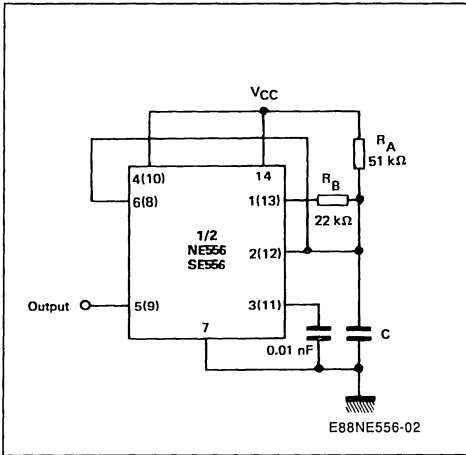 VCC
RA
51 kΩ
4(10)
14
6(8)
1(13)
RB
22 kΩ
1/2
NE556
SE556
2(12)
Output
5(9)
3(11)
7
0.01 nF
C
E88NE556-02